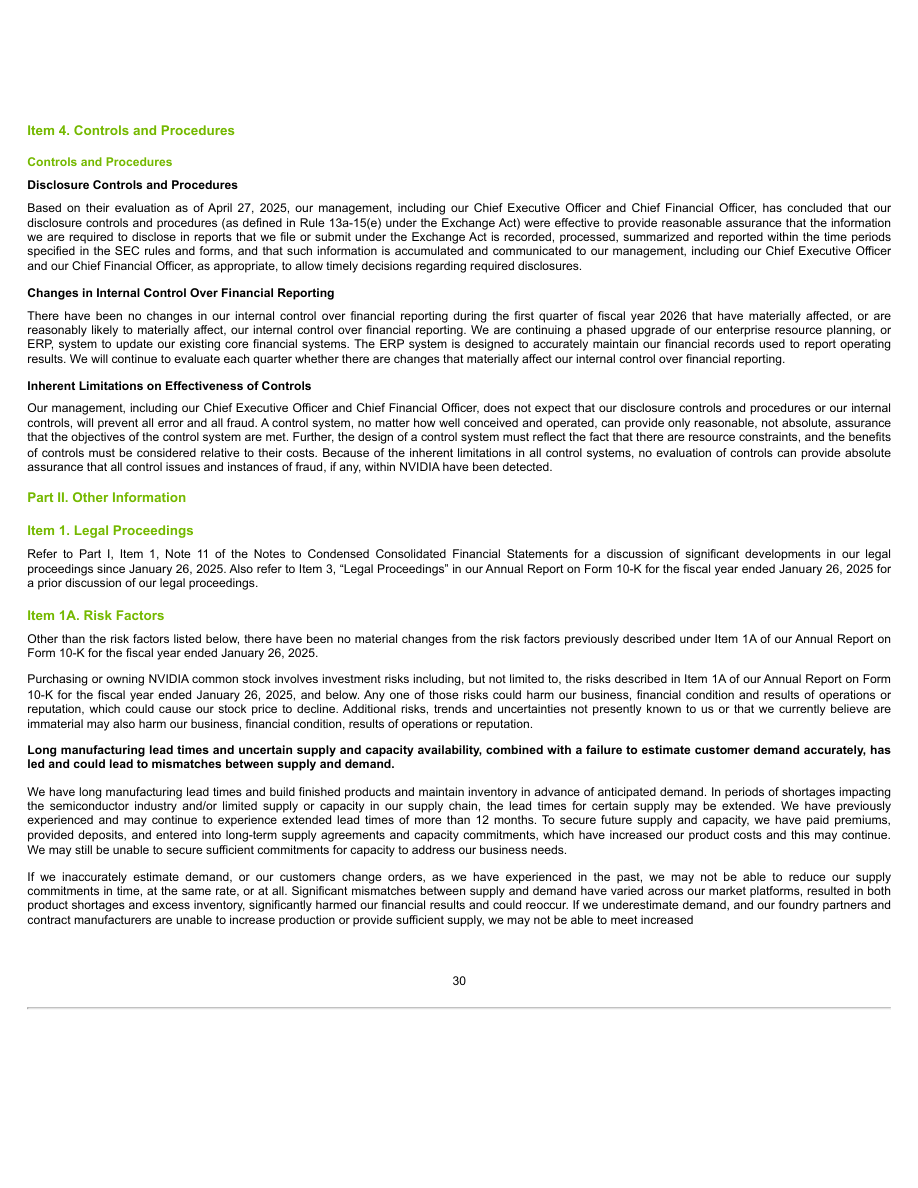 Item 4. Controls and Procedures
Controls and Procedures
Disclosure Controls and Procedures
Based on their evaluation as of April 27, 2025, our management, including our Chief Executive Officer and Chief Financial Officer, has concluded that our
disclosure controls and procedures (as defined in Rule 13a-15(e) under the Exchange Act) were effective to provide reasonable assurance that the information
we are required to disclose in reports that we file or submit under the Exchange Act is recorded, processed, summarized and reported within the time periods
specified in the SEC rules and forms, and that such information is accumulated and communicated to our management, including our Chief Executive Officer
and our Chief Financial Officer, as appropriate, to allow timely decisions regarding required disclosures.
Changes in Internal Control Over Financial Reporting
There have been no changes in our internal control over financial reporting during the first quarter of fiscal year 2026 that have materially affected, or are
reasonably likely to materially affect, our internal control over financial reporting. We are continuing a phased upgrade of our enterprise resource planning, or
ERP, system to update our existing core financial systems. The ERP system is designed to accurately maintain our financial records used to report operating
results. We will continue to evaluate each quarter whether there are changes that materially affect our internal control over financial reporting.
Inherent Limitations on Effectiveness of Controls
Our management, including our Chief Executive Officer and Chief Financial Officer, does not expect that our disclosure controls and procedures or our internal
controls, will prevent all error and all fraud. A control system, no matter how well conceived and operated, can provide only reasonable, not absolute, assurance
that the objectives of the control system are met. Further, the design of a control system must reflect the fact that there are resource constraints, and the benefits
of controls must be considered relative to their costs. Because of the inherent limitations in all control systems, no evaluation of controls can provide absolute
assurance that all control issues and instances of fraud, if any, within NVIDIA have been detected.
Part II. Other Information
Item 1. Legal Proceedings
Refer to Part I, Item 1, Note 11 of the Notes to Condensed Consolidated Financial Statements for a discussion of significant developments in our legal
proceedings since January 26, 2025. Also refer to Item 3, “Legal Proceedings” in our Annual Report on Form 10-K for the fiscal year ended January 26, 2025 for
a prior discussion of our legal proceedings.
Item 1A. Risk Factors
Other than the risk factors listed below, there have been no material changes from the risk factors previously described under Item 1A of our Annual Report on
Form 10-K for the fiscal year ended January 26, 2025.
Purchasing or owning NVIDIA common stock involves investment risks including, but not limited to, the risks described in Item 1A of our Annual Report on Form
10-K for the fiscal year ended January 26, 2025, and below. Any one of those risks could harm our business, financial condition and results of operations or
reputation, which could cause our stock price to decline. Additional risks, trends and uncertainties not presently known to us or that we currently believe are
immaterial may also harm our business, financial condition, results of operations or reputation.
Long manufacturing lead times and uncertain supply and capacity availability, combined with a failure to estimate customer demand accurately, has
led and could lead to mismatches between supply and demand.
We have long manufacturing lead times and build finished products and maintain inventory in advance of anticipated demand. In periods of shortages impacting
the semiconductor industry and/or limited supply or capacity in our supply chain, the lead times for certain supply may be extended. We have previously
experienced and may continue to experience extended lead times of more than 12 months. To secure future supply and capacity, we have paid premiums,
provided deposits, and entered into long-term supply agreements and capacity commitments, which have increased our product costs and this may continue.
We may still be unable to secure sufficient commitments for capacity to address our business needs.
If we inaccurately estimate demand, or our customers change orders, as we have experienced in the past, we may not be able to reduce our supply
commitments in time, at the same rate, or at all. Significant mismatches between supply and demand have varied across our market platforms, resulted in both
product shortages and excess inventory, significantly harmed our financial results and could reoccur. If we underestimate demand, and our foundry partners and
contract manufacturers are unable to increase production or provide sufficient supply, we may not be able to meet increased
30